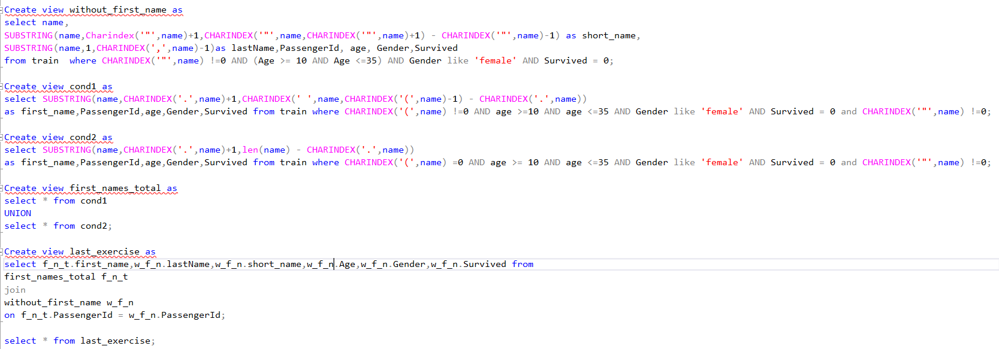 Create view without_first_name as
select name,
SUBSTRING(name,Charindex('"',name)+1,CHARINDEX('"',name,CHARINDEX('"',name)+1) - CHARINDEX('"',name)-1) as short_name,
SUBSTRING(name,1,CHARINDEX(',',name)-1)as lastName,PassengerId, age, Gender,Survived
from train  where CHARINDEX('"',name) !=0 AND (Age >= 10 AND Age <=35) AND Gender like 'female' AND Survived = 0;
Create view cond1 as
select SUBSTRING(name,CHARINDEX('.',name)+1,CHARINDEX(' ',name,CHARINDEX('(',name)-1) - CHARINDEX('.',name))
as first_name,PassengerId,age,Gender,Survived from train where CHARINDEX('(',name) !=0 AND age >=10 AND age <=35 AND Gender like 'female' AND Survived = 0 and CHARINDEX('"',name) !=0;
Create view cond2 as
select SUBSTRING(name,CHARINDEX('.',name)+1,len(name) - CHARINDEX('.',name))
as first_name,PassengerId,age,Gender,Survived from train where CHARINDEX('(',name) =0 AND age >= 10 AND age <=35 AND Gender like 'female' AND Survived = 0 and CHARINDEX('"',name) !=0;
Create view first_names_total as
select * from cond1
UNION
select * from cond2;
Create view last_exercise as
select f_n_t.first_name,w_f_n.lastName,w_f_n.short_name,w_f_n.Age,w_f_n.Gender,w_f_n.Survived from
first_names_total f_n_t
join
without_first_name w_f_n
on f_n_t.PassengerId = w_f_n.PassengerId;
select * from last_exercise;